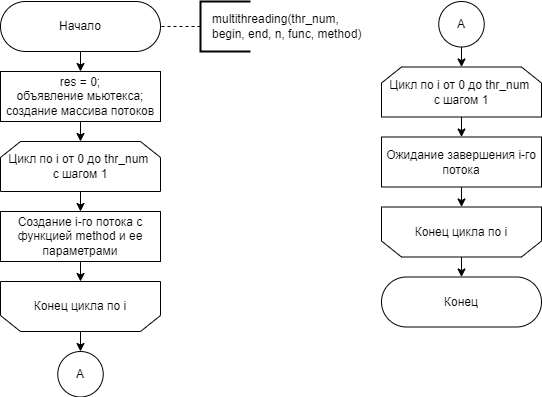 Начало
multithreading(thr_num,
begin, end, n, func, method)
res = 0;
объявление мьютекса;
создание массива потоков
Цикл по i от 0 до thr_num
с шагом 1
Создание i-го потока с
функцией method и ее
параметрами
Конец цикла по i
А
А
Цикл по i от 0 до thr_num
с шагом 1
Ожидание завершения i-го
потока
Конец цикла по i
Конец